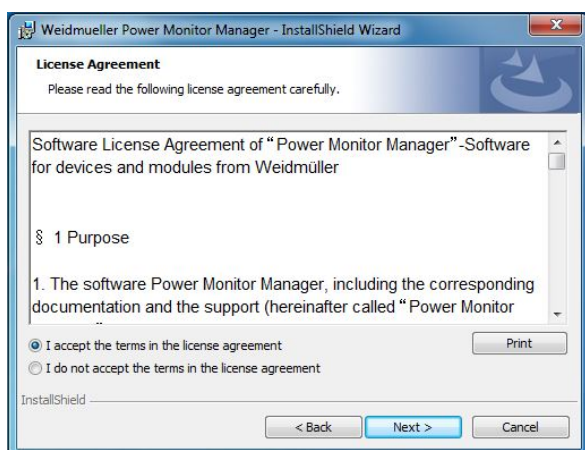 Weidmueller Power Monitor Manager - InstallShield Wizard
License Agreement
Please read the following license agreement carefully.
Software License Agreement of “Power Monitor Manager”-Software
for devices and modules from Weidmüller
§ 1 Purpose
1. The software Power Monitor Manager, including the corresponding
documentation and the support (hereinafter called “Power Monitor
I accept the terms in the license agreement
Print
I do not accept the terms in the license agreement
InstallShield
< Back
Next >
Cancel